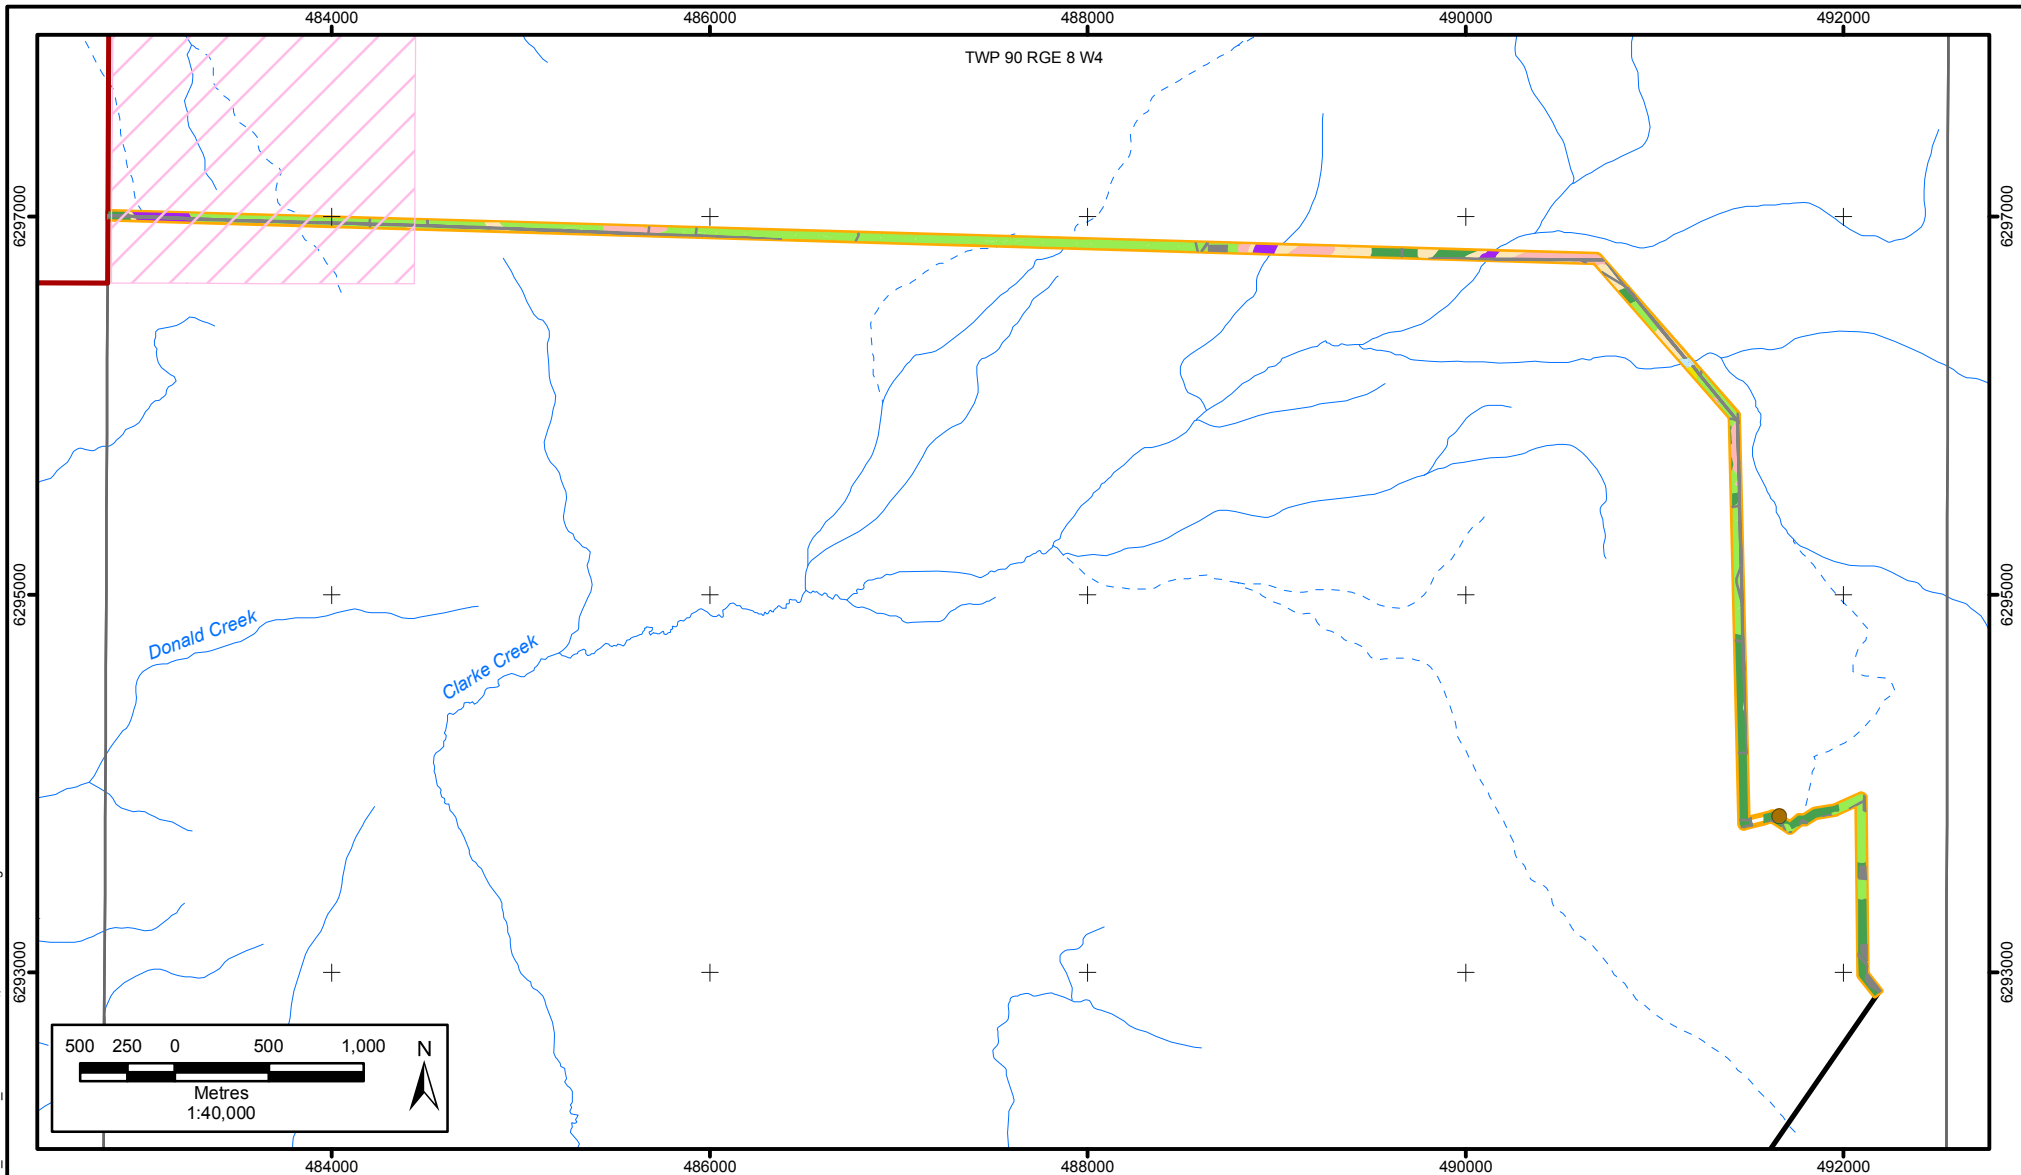 484000 486000 488000 490000 492000
TWP 90 RGE 8 W4
6297000 6297000
6295000 6295000
Donald Creek
Clarke Creek
6293000 6293000
500 250 0 500 1,000 N
Metres
1:40,000
484000 486000 488000 490000 492000